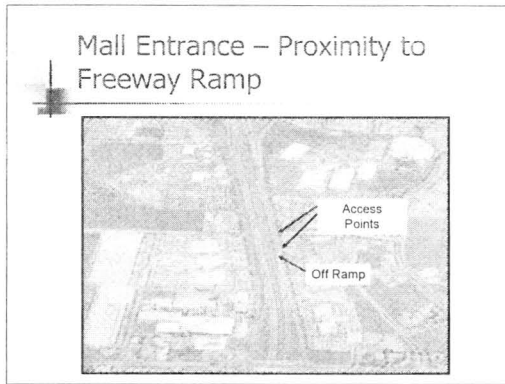 Mall Entrance – Proximity to
Freeway Ramp
Access
Points
Off Ramp